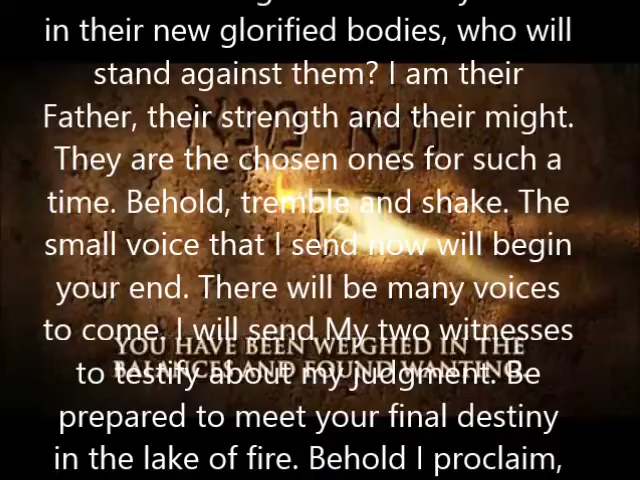 in their new glorified bodies, who will
stand against them? I am their
Father, their strength and their might.
They are the chosen ones for such a
time. Behold, tremble and shake. The
small voice that I send now will begin
your end. There will be many voices
to come. I will send My two witnesses
YOU HAVE BEEN WEIGHED IN THE
to testify about my judgment. Be
BALANCES AND FOUND WANTING.
prepared to meet your final destiny
in the lake of fire. Behold I proclaim,